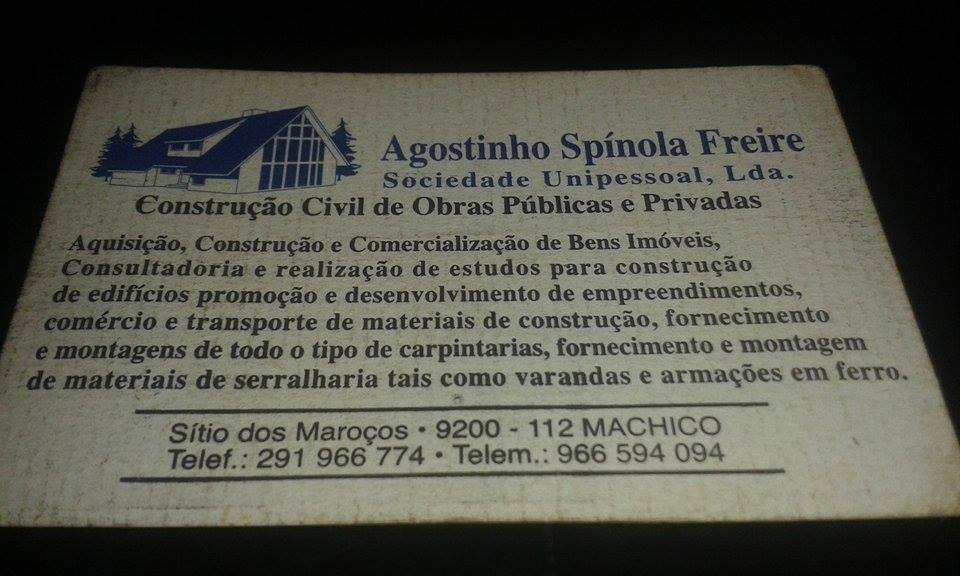 Agostinho Spínola Freire
Sociedade Unipessoal, Lda.
Construção Civil de Obras Públicas e Privadas
Aquisição, Construção e Comercialização de Bens Imóveis,
Consultadoria e realização de estudos para construção
de edifícios promoção e desenvolvimento de empreendimentos,
comércio e transporte de materiais de construção, fornecimento
e montagens de todo o tipo de carpintarias, fornecimento e montagem
de materiais de serralharia tais como varandas e armações em ferro.
Sítio dos Maroços • 9200 - 112 MACHICO
Telef.: 291 966 774 • Telem.: 966 594 094